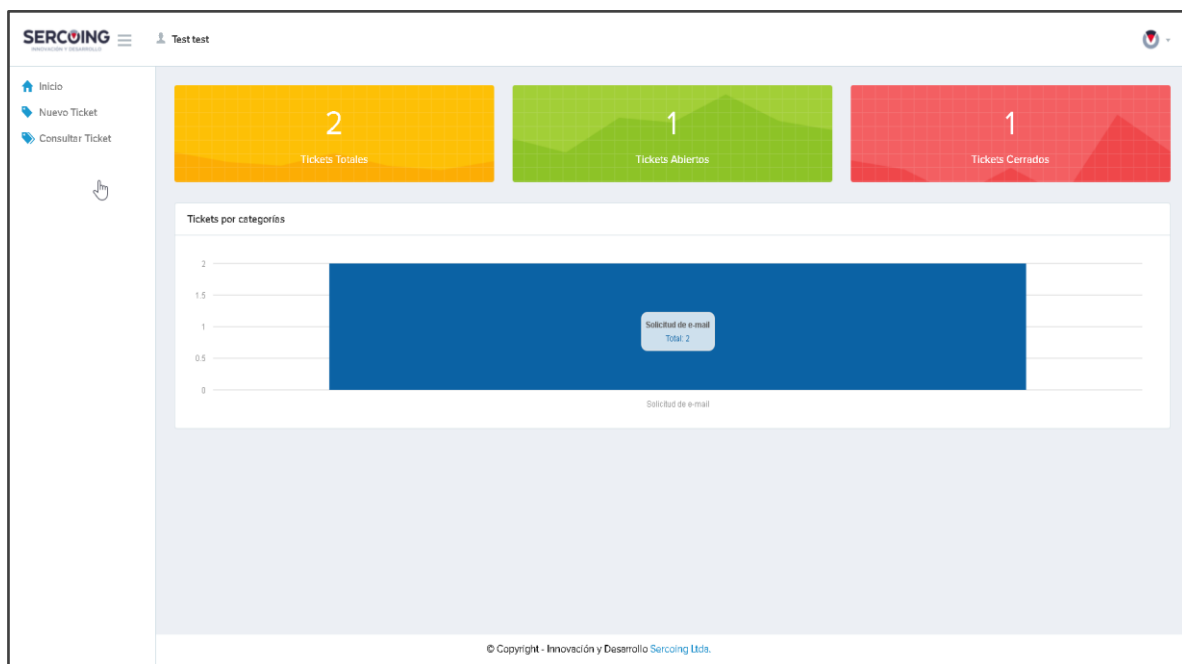 SERCOING
INNOVACIÓN Y DESARROLLO
Test test
Inicio
Nuevo Ticket
Consultar Ticket
2
Tickets Totales
1
Tickets Abiertos
1
Tickets Cerrados
Tickets por categorías
2
1.5
1
0.5
0
Solicitud de e-mail
Total: 2
Solicitud de e-mail
© Copyright - Innovación y Desarrollo Sercoing Ltda.